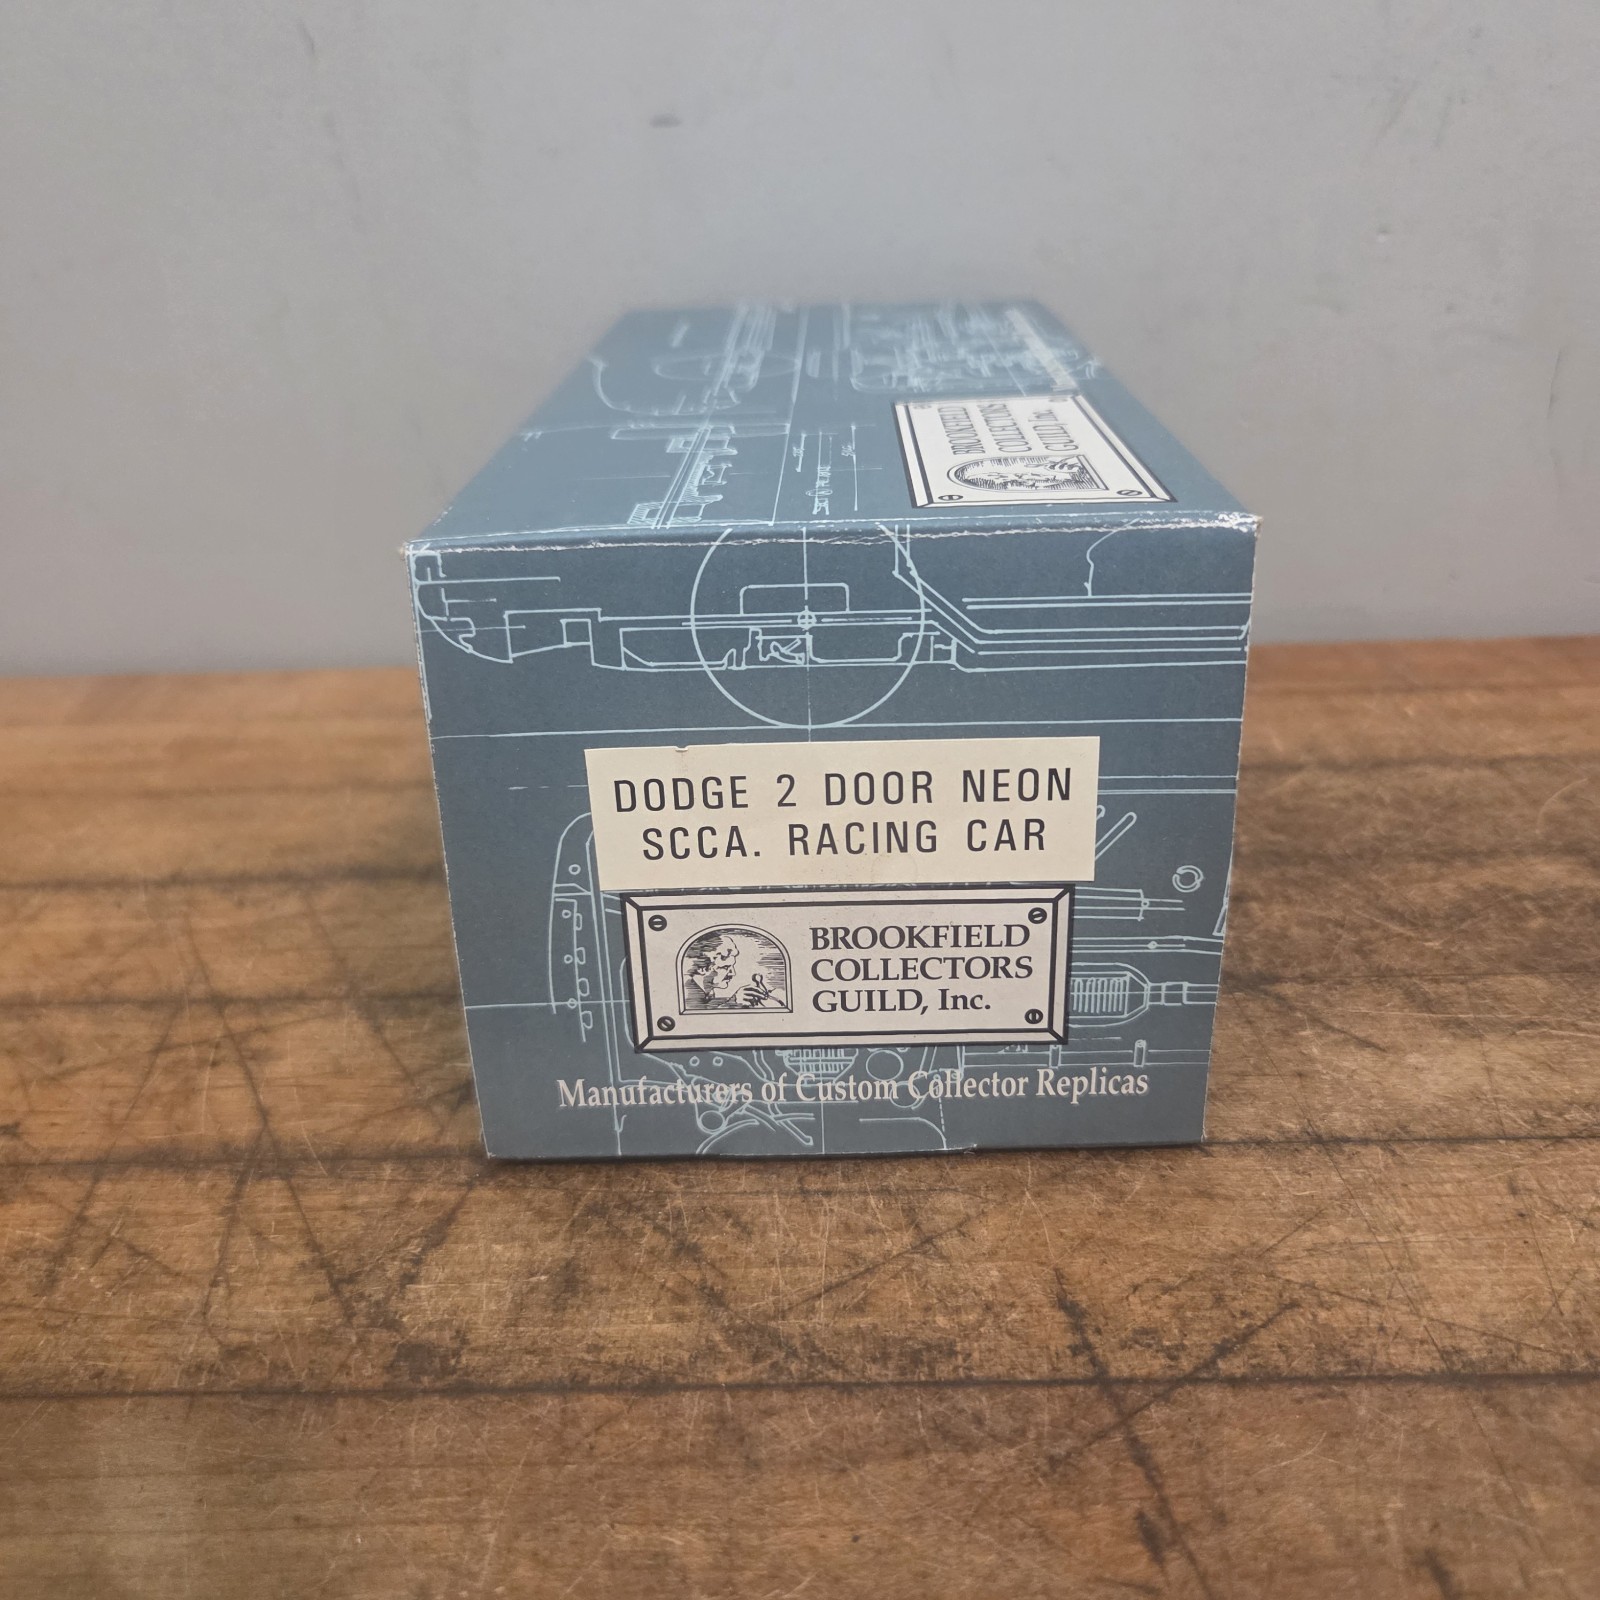 BROOKFIELD
COLLECTORS
GUILD, Inc.
DODGE 2 DOOR NEON
SCCA. RACING CAR
BROOKFIELD
COLLECTORS
GUILD, Inc.
Manufacturers of Custom Collector Replicas